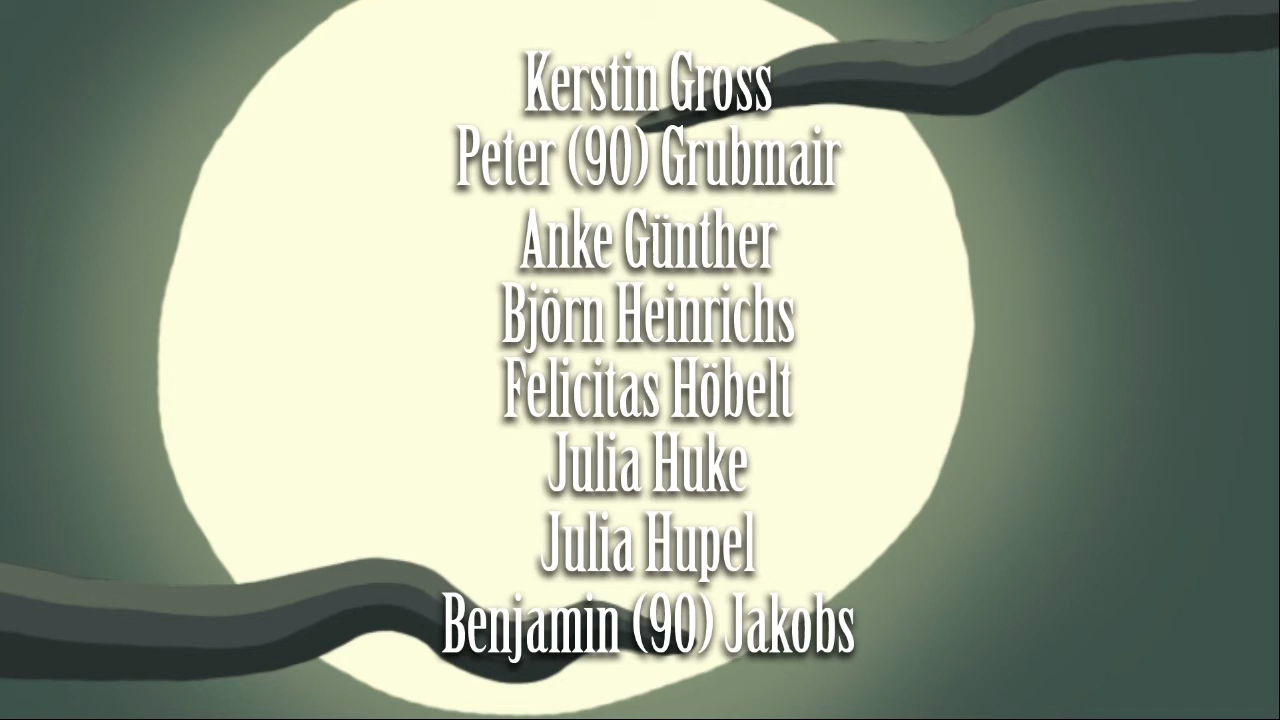 Kerstin Gross
Peter (90) Grubmair
Anke Günther
Björn Heinrichs
Felicitas Höbelt
Julia Huke
Julia Hupel
Benjamin (90) Jakobs